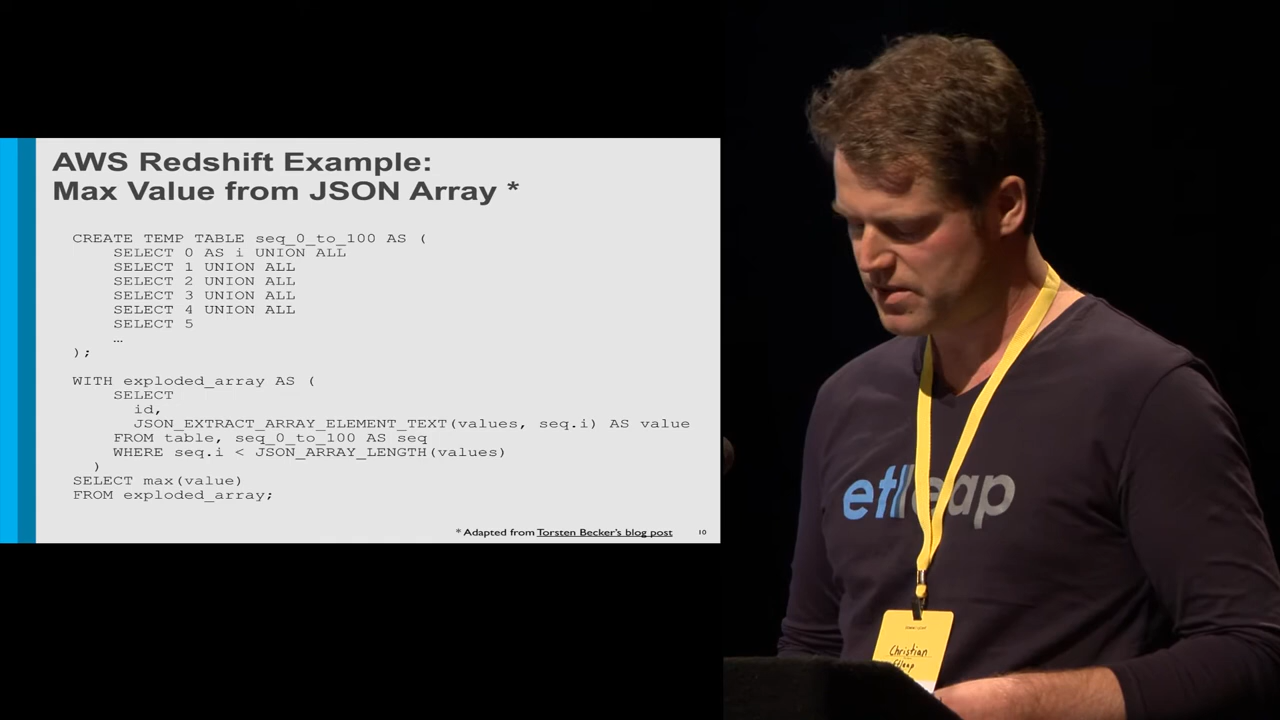 AWS Redshift Example:
Max Value from JSON Array *
CREATE TEMP TABLE seq_0_to_100 AS (
SELECT 0 AS i UNION ALL
SELECT 1 UNION ALL
SELECT 2 UNION ALL
SELECT 3 UNION ALL
SELECT 4 UNION ALL
SELECT 5
…
);
WITH exploded_array AS (
SELECT
id,
JSON_EXTRACT_ARRAY_ELEMENT_TEXT(values, seq.i) AS value
FROM table, seq_0_to_100 AS seq
WHERE seq.i < JSON_ARRAY_LENGTH(values)
)
SELECT max(value)
FROM exploded_array;
* Adapted from Torsten Becker's blog post
10
etleap
Christian
Etleap